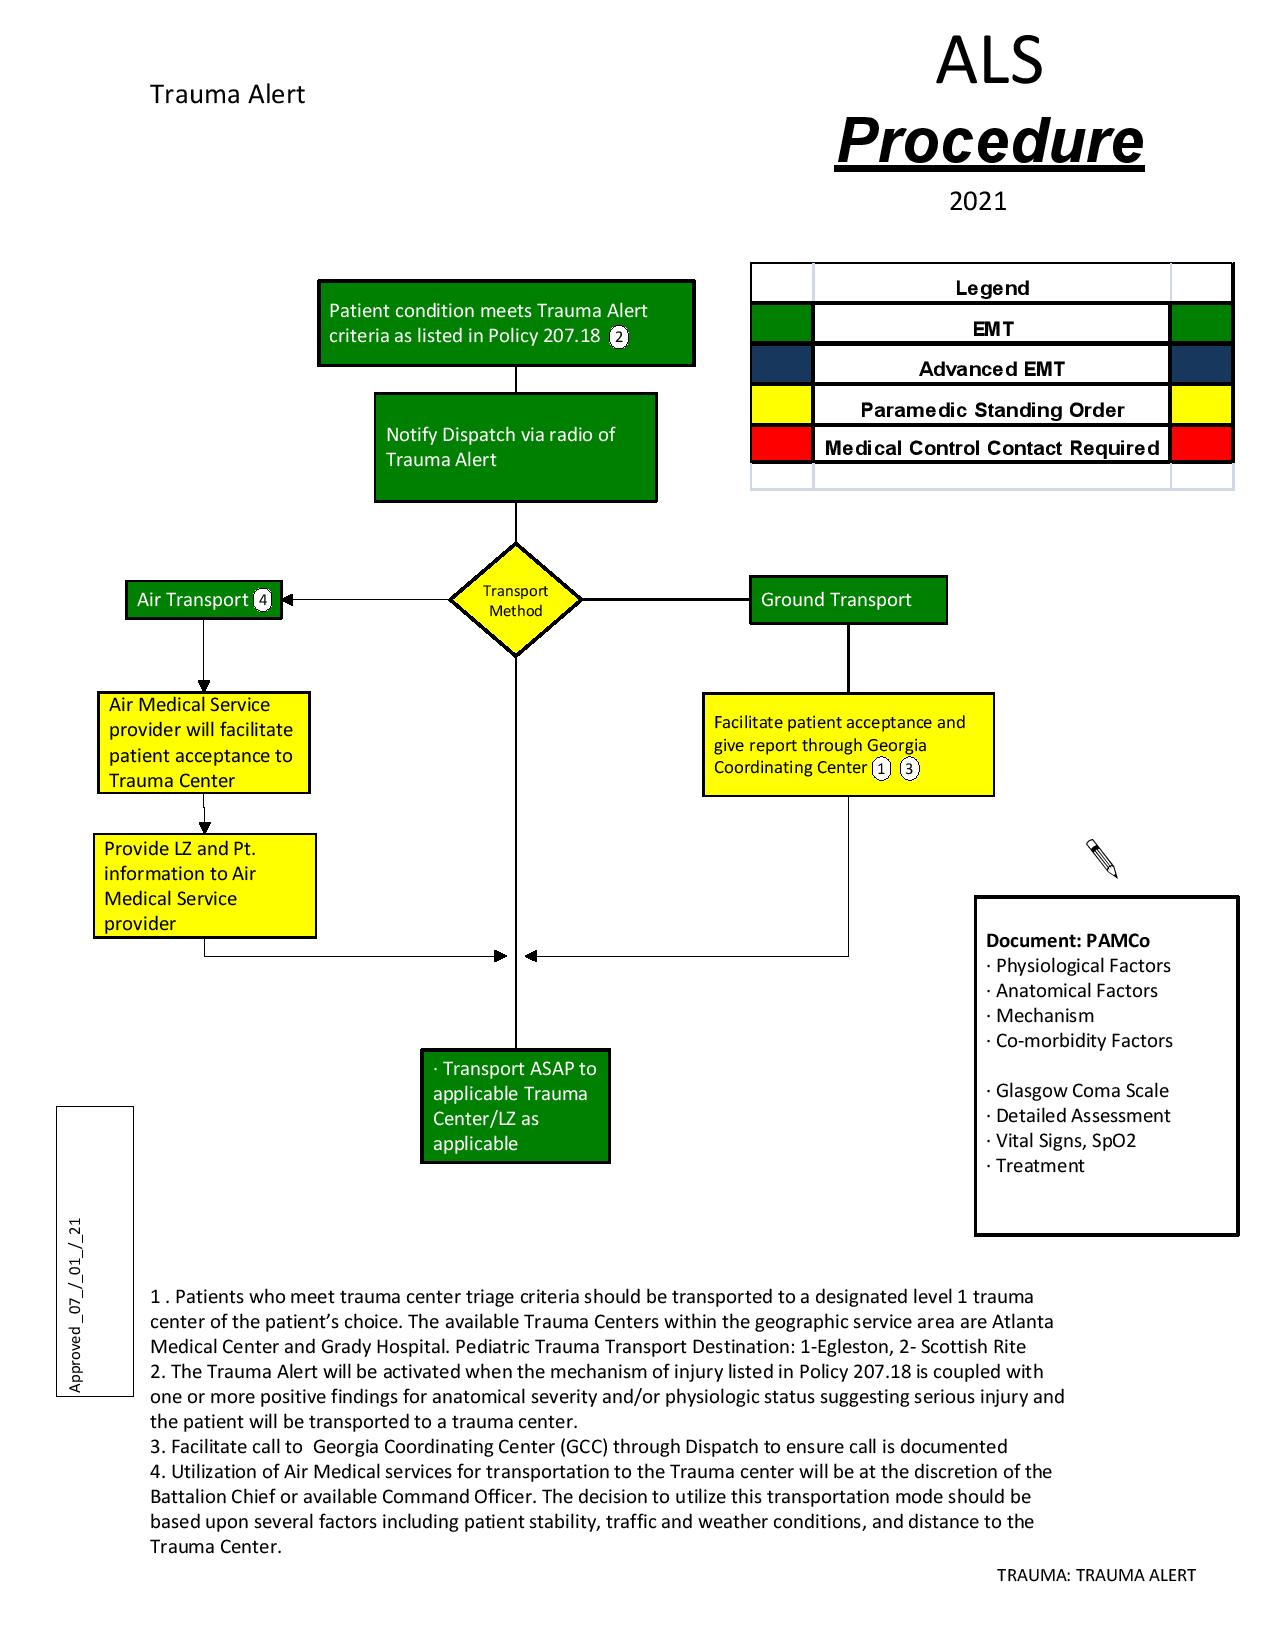 Trauma Alert
ALS
Procedure
2021
Legend
EMT
Advanced EMT
Paramedic Standing Order
Medical Control Contact Required
Patient condition meets Trauma Alert
criteria as listed in Policy 207.18 2
Notify Dispatch via radio of
Trauma Alert
Transport
Method
Air Transport 4
Ground Transport
Air Medical Service
provider will facilitate
patient acceptance to
Trauma Center
Facilitate patient acceptance and
give report through Georgia
Coordinating Center 1 3
Provide LZ and Pt.
information to Air
Medical Service
provider
Document: PAMCo
· Physiological Factors
· Anatomical Factors
· Mechanism
· Co-morbidity Factors
· Glasgow Coma Scale
· Detailed Assessment
· Vital Signs, SpO2
· Treatment
· Transport ASAP to
applicable Trauma
Center/LZ as
applicable
Approved _07_/_01_/_21
1 . Patients who meet trauma center triage criteria should be transported to a designated level 1 trauma
center of the patient’s choice. The available Trauma Centers within the geographic service area are Atlanta
Medical Center and Grady Hospital. Pediatric Trauma Transport Destination: 1-Egleston, 2- Scottish Rite
2. The Trauma Alert will be activated when the mechanism of injury listed in Policy 207.18 is coupled with
one or more positive findings for anatomical severity and/or physiologic status suggesting serious injury and
the patient will be transported to a trauma center.
3. Facilitate call to  Georgia Coordinating Center (GCC) through Dispatch to ensure call is documented
4. Utilization of Air Medical services for transportation to the Trauma center will be at the discretion of the
Battalion Chief or available Command Officer. The decision to utilize this transportation mode should be
based upon several factors including patient stability, traffic and weather conditions, and distance to the
Trauma Center.
TRAUMA: TRAUMA ALERT